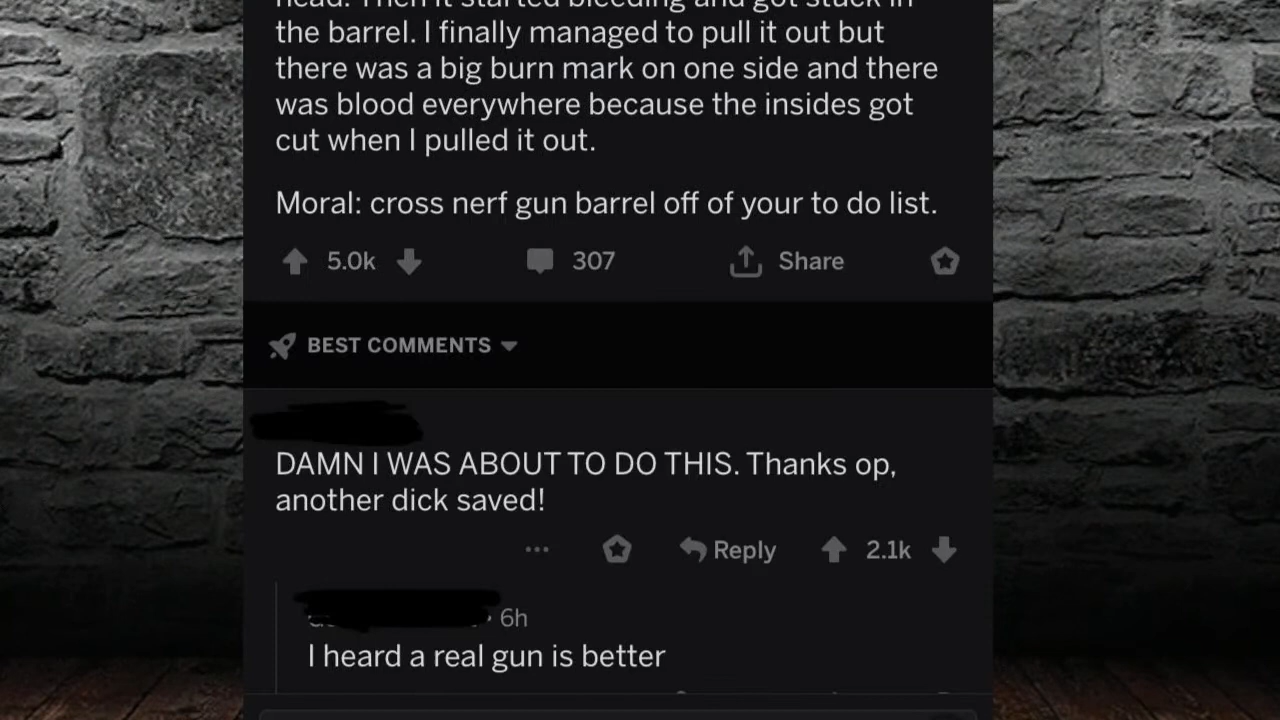 the barrel. I finally managed to pull it out but
there was a big burn mark on one side and there
was blood everywhere because the insides got
cut when I pulled it out.
Moral: cross nerf gun barrel off of your to do list.
5.0k 307 Share
BEST COMMENTS
DAMN I WAS ABOUT TO DO THIS. Thanks op,
another dick saved!
Reply 2.1k
6h
I heard a real gun is better